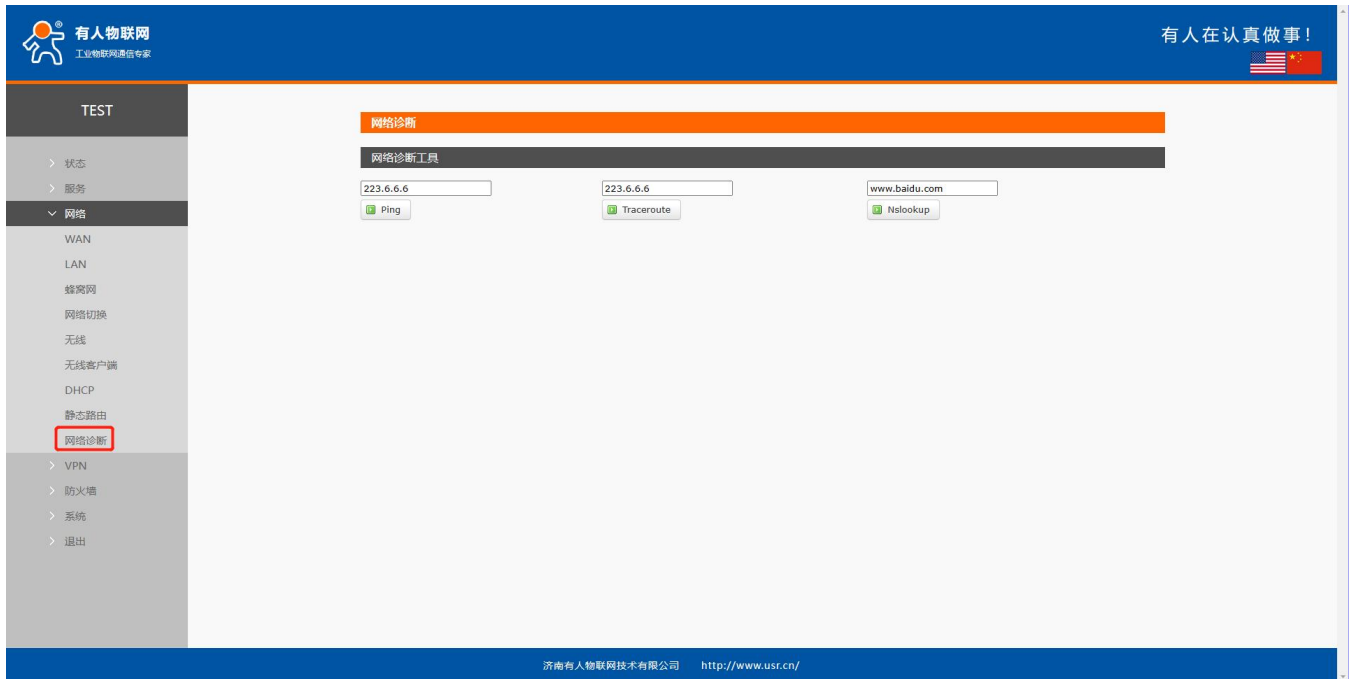 有人物联网
工业物联网通信专家
有人在认真做事!
TEST
状态
服务
网络
WAN
LAN
蜂窝网
网络切换
无线
无线客户端
DHCP
静态路由
网络诊断
VPN
防火墙
系统
退出
网络诊断
网络诊断工具
223.6.6.6 223.6.6.6 www.baidu.com
Ping Traceroute Nslookup
济南有人物联网技术有限公司 http://www.usr.cn/